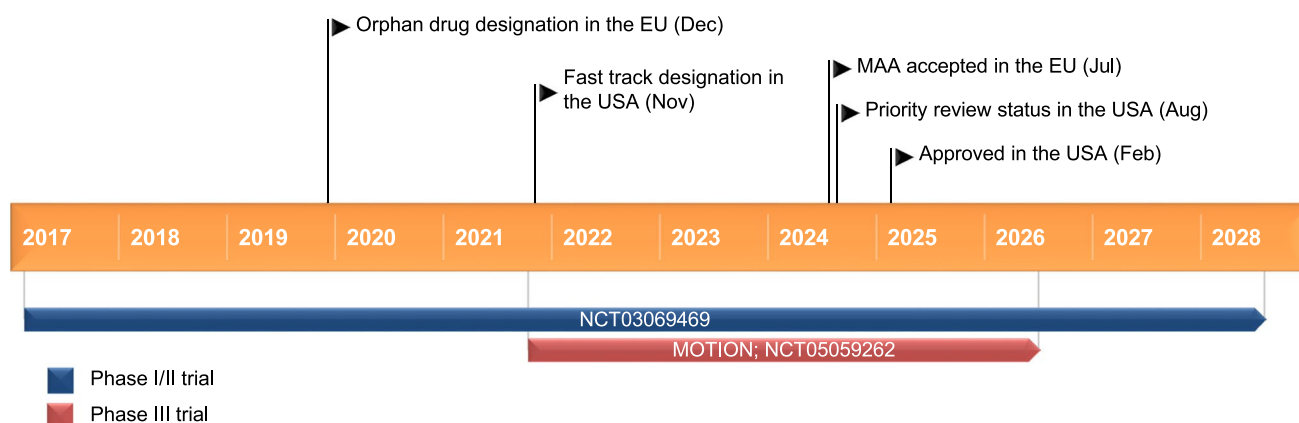 Orphan drug designation in the EU (Dec)
Fast track designation in
the USA (Nov)
MAA accepted in the EU (Jul)
Priority review status in the USA (Aug)
Approved in the USA (Feb)
2017 2018 2019 2020 2021 2022 2023 2024 2025 2026 2027 2028
NCT03069469
MOTION; NCT05059262
Phase I/II trial
Phase III trial